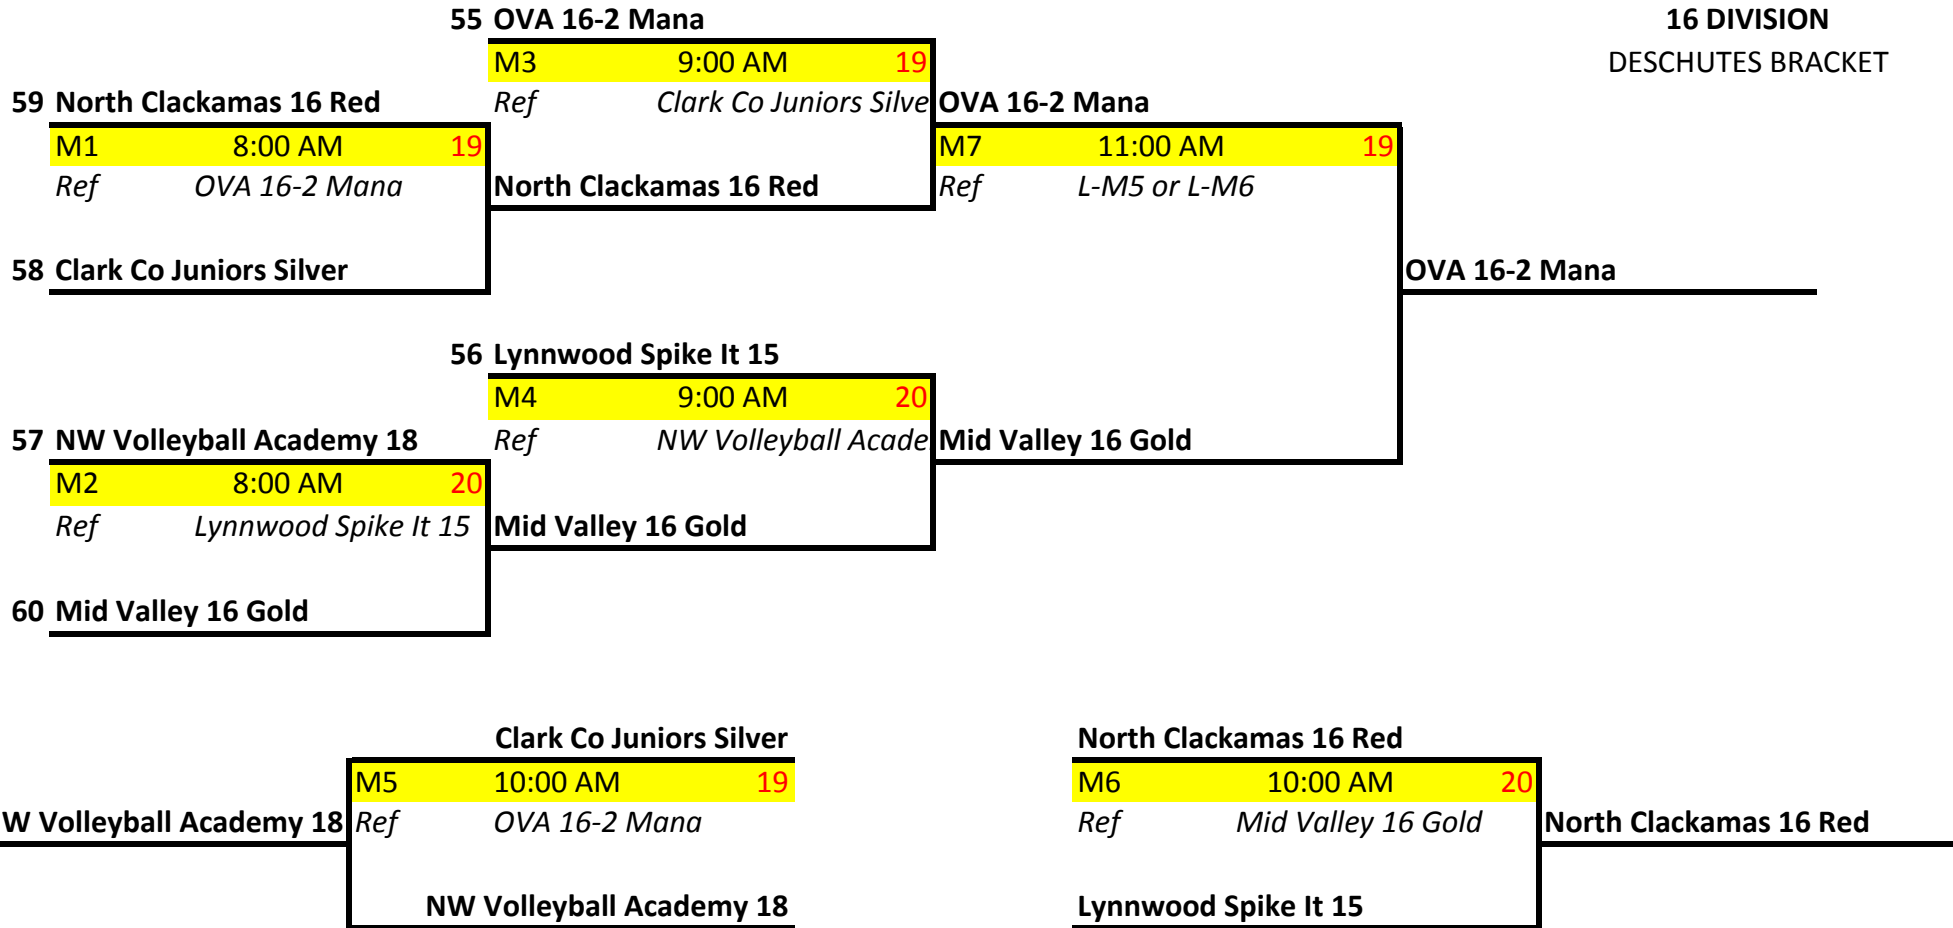 55 OVA 16-2 Mana 16 DIVISION
M3 9:00 AM 19 DESCHUTES BRACKET
59 North Clackamas 16 Red Ref Clark Co Juniors Silve OVA 16-2 Mana
M1 8:00 AM 19 M7 11:00 AM 19
Ref OVA 16-2 Mana North Clackamas 16 Red Ref L-M5 or L-M6
58 Clark Co Juniors Silver OVA 16-2 Mana
56 Lynnwood Spike It 15
M4 9:00 AM 20
57 NW Volleyball Academy 18 Ref NW Volleyball Acade Mid Valley 16 Gold
M2 8:00 AM 20
Ref Lynnwood Spike It 15 Mid Valley 16 Gold
60 Mid Valley 16 Gold
Clark Co Juniors Silver North Clackamas 16 Red
M5 10:00 AM 19 M6 10:00 AM 20
W Volleyball Academy 18 Ref OVA 16-2 Mana Ref Mid Valley 16 Gold North Clackamas 16 Red
NW Volleyball Academy 18 Lynnwood Spike It 15